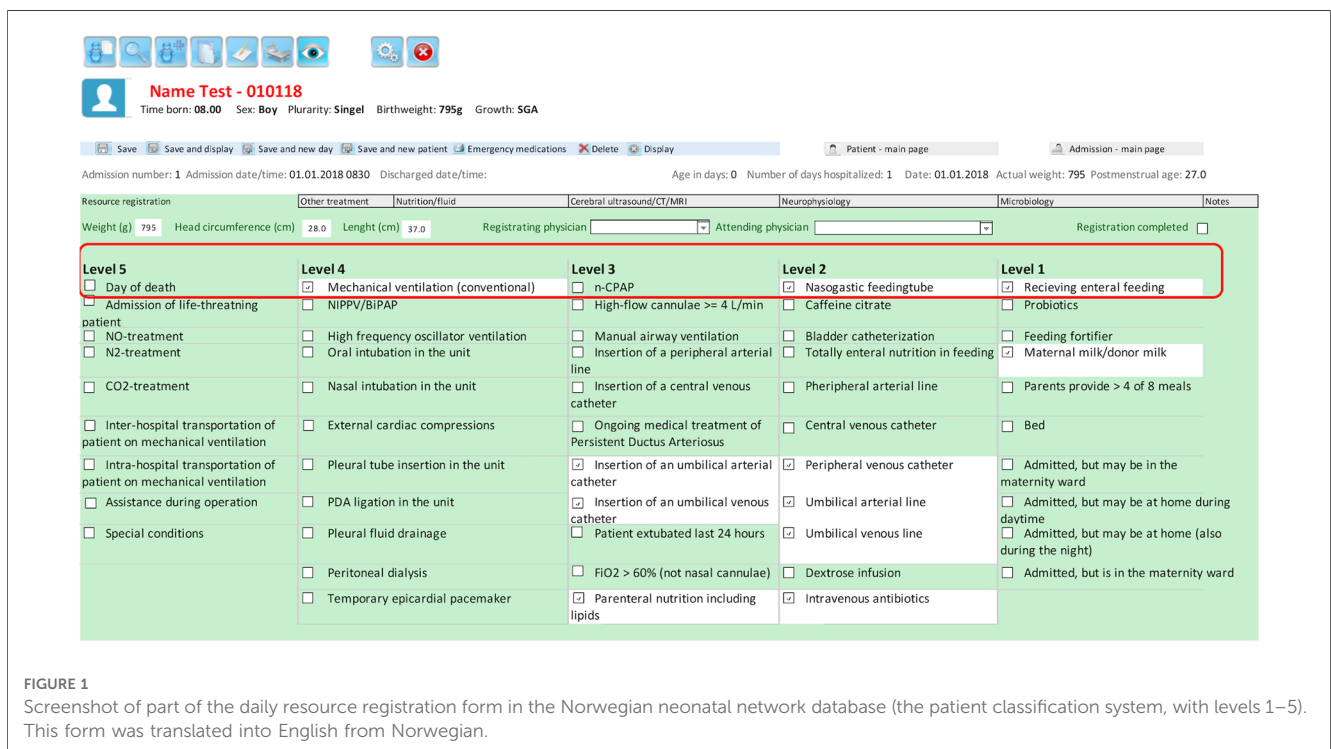 Name Test - 010118
Time born: 08.00 Sex: Boy Plurarity: Singel Birthweight: 795g Growth: SGA
Save Save and display Save and new day Save and new patient Emergency medications Delete Display Patient - main page Admission - main page
Admission number: 1 Admission date/time: 01.01.2018 0830 Discharged date/time: Age in days: 0 Number of days hospitalized: 1 Date: 01.01.2018 Actual weight: 795 Postmenstrual age: 27.0
Resource registration Other treatment Nutrition/fluid Cerebral ultrasound/CT/MRI Neurophysiology Microbiology Notes
Weight (g) 795 Head circumference (cm) 28.0 Lenght (cm) 37.0 Registrating physician Attending physician Registration completed
Level 5 Level 4 Level 3 Level 2 Level 1
Day of death Mechanical ventilation (conventional) n-CPAP Nasogastic feedingtube Recieving enteral feeding
Admission of life-threatning NIPPV/BiPAP High-flow cannulae >= 4 L/min Caffeine citrate Probiotics
patient
NO-treatment High frequency oscillator ventilation Manual airway ventilation Bladder catheterization Feeding fortifier
N2-treatment Oral intubation in the unit Insertion of a peripheral arterial Totally enteral nutrition in feeding Maternal milk/donor milk
line
CO2-treatment Nasal intubation in the unit Insertion of a central venous Pheripheral arterial line Parents provide > 4 of 8 meals
catheter
Inter-hospital transportation of External cardiac compressions Ongoing medical treatment of Central venous catheter Bed
patient on mechanical ventilation Persistent Ductus Arteriosus
Intra-hospital transportation of Pleural tube insertion in the unit Insertion of an umbilical arterial Peripheral venous catheter Admitted, but may be in the
patient on mechanical ventilation catheter maternity ward
Assistance during operation PDA ligation in the unit Insertion of an umbilical venous Umbilical arterial line Admitted, but may be at home during
catheter daytime
Special conditions Pleural fluid drainage Patient extubated last 24 hours Umbilical venous line Admitted, but may be at home (also
during the night)
Peritoneal dialysis FiO2 > 60% (not nasal cannulae) Dextrose infusion Admitted, but is in the maternity ward
Temporary epicardial pacemaker Parenteral nutrition including Intravenous antibiotics
lipids
FIGURE 1
Screenshot of part of the daily resource registration form in the Norwegian neonatal network database (the patient classification system, with levels 1–5).
This form was translated into English from Norwegian.